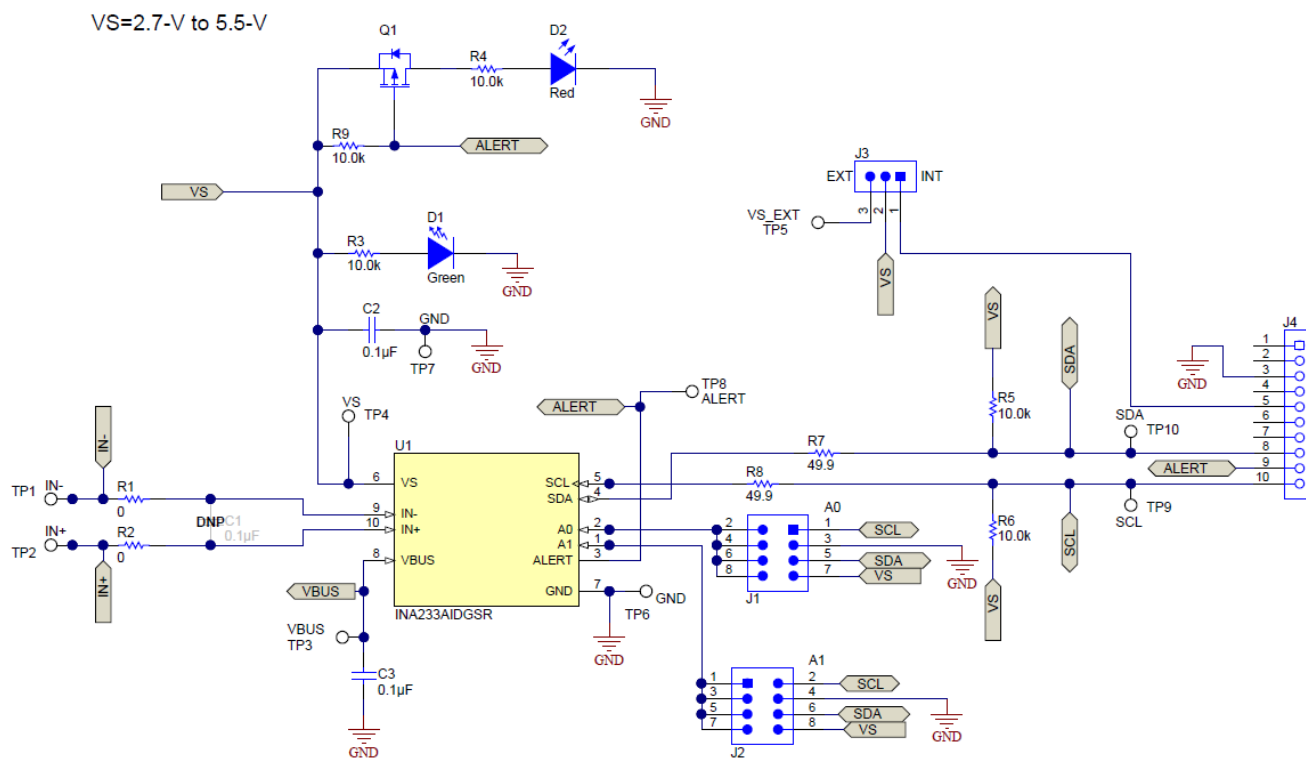 VS=2.7-V to 5.5-V
Q1
R4
10.0k
D2
Red
GND
R9
10.0k
ALERT
VS
J3
EXT
INT
3
2
1
VS_EXT
TP5
VS
R3
10.0k
D1
Green
GND
C2
0.1µF
GND
TP7
GND
VS
TP4
ALERT
TP8
ALERT
VS
R5
10.0k
SDA
SDA
TP10
GND
J4
1
2
3
4
5
6
7
8
9
10
ALERT
IN-
TP1
IN-
R1
0
TP2
IN+
R2
0
IN+
DNP
C1
0.1µF
U1
6
VS
9
IN-
10
IN+
8
VBUS
SCL
5
SDA
4
A0
2
A1
1
ALERT
3
GND
7
INA233AIDGSR
R7
49.9
R8
49.9
TP9
SCL
SCL
R6
10.0k
VS
A0
2
4
6
8
1
3
5
7
J1
SCL
SDA
VS
GND
VBUS
VBUS
TP3
C3
0.1µF
GND
TP6
GND
GND
A1
1
3
5
7
2
4
6
8
J2
SCL
SDA
VS
GND